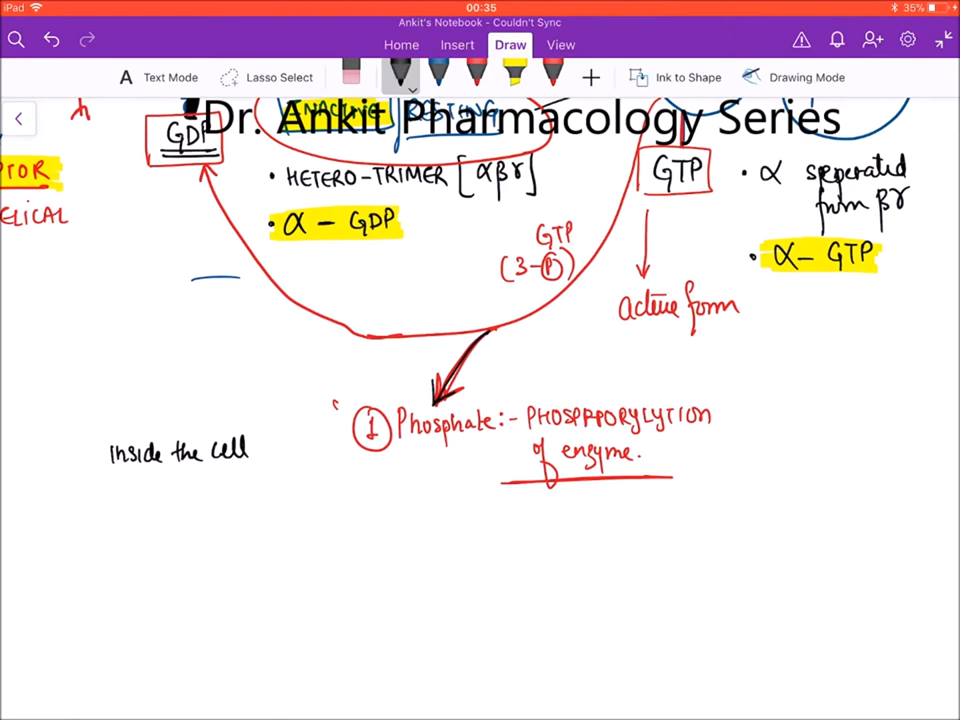 iPad
00:35
35%
Ankit's Notebook - Couldn't Sync
Home Insert Draw View
A Text Mode
Lasso Select
Ink to Shape
Drawing Mode
Dr. Ankit Pharmacology Series
GDP
HETERO-TRIMER [αβγ]
α - GDP
GTP
(3-P)
GTP
active form
α seperated
from βγ
α - GTP
ELICAL
1 Phosphate:- PHOSPHORYLYTION
of enzyme.
Inside the cell